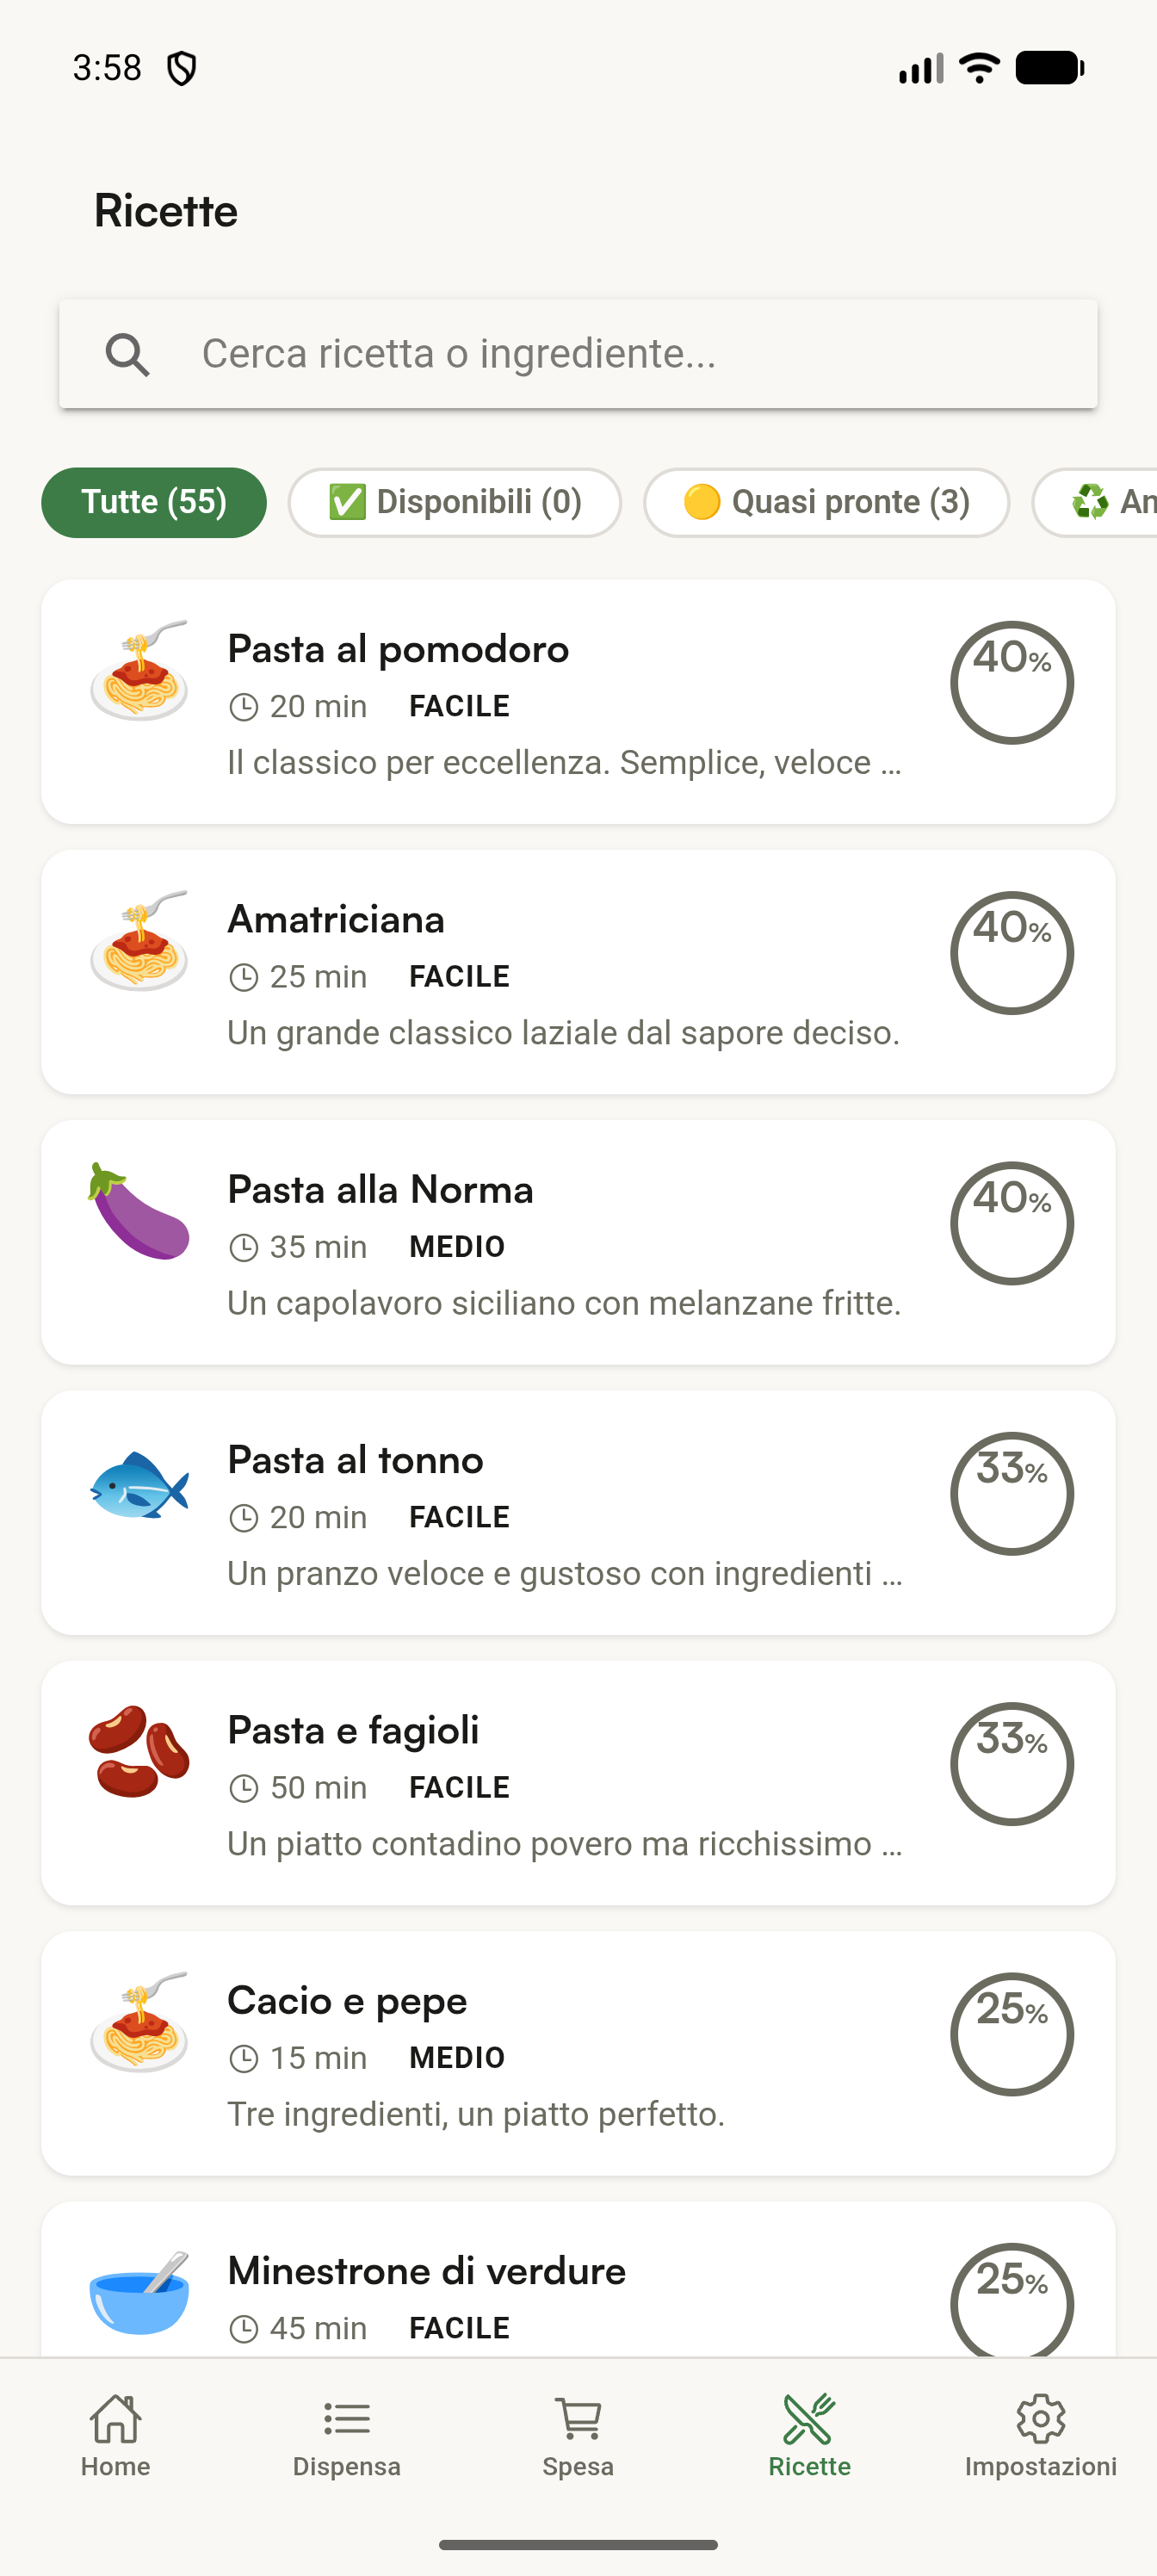 3:58
Ricette
Cerca ricetta o ingrediente...
Tutte (55) ✅ Disponibili (0) 🟡 Quasi pronte (3) ♻️ An
Pasta al pomodoro
40%
20 min FACILE
Il classico per eccellenza. Semplice, veloce ...
Amatriciana
40%
25 min FACILE
Un grande classico laziale dal sapore deciso.
Pasta alla Norma
40%
35 min MEDIO
Un capolavoro siciliano con melanzane fritte.
Pasta al tonno
33%
20 min FACILE
Un pranzo veloce e gustoso con ingredienti ...
Pasta e fagioli
33%
50 min FACILE
Un piatto contadino povero ma ricchissimo ...
Cacio e pepe
25%
15 min MEDIO
Tre ingredienti, un piatto perfetto.
Minestrone di verdure
25%
45 min FACILE
Home Dispensa Spesa Ricette Impostazioni